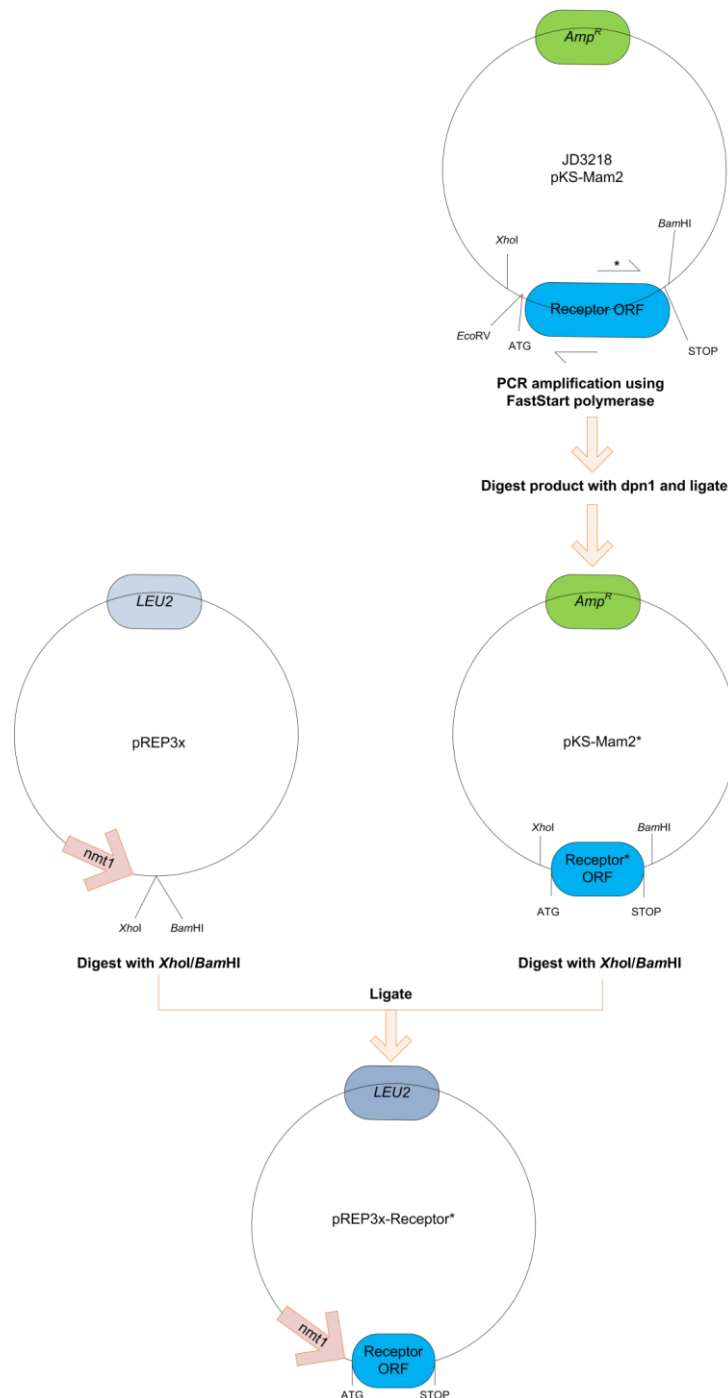 Amp^R
JD3218
pKS-Mam2
BamHI
XhoI
*
Receptor ORF
EcoRV
ATG
STOP
PCR amplification using
FastStart polymerase
Digest product with dpn1 and ligate
LEU2
Amp^R
pREP3x
pKS-Mam2*
nmt1
XhoI
BamHI
Receptor*
ORF
XhoI
BamHI
ATG
STOP
Digest with XhoI/BamHI
Digest with XhoI/BamHI
Ligate
LEU2
pREP3x-Receptor*
nmt1
Receptor
ORF
ATG
STOP